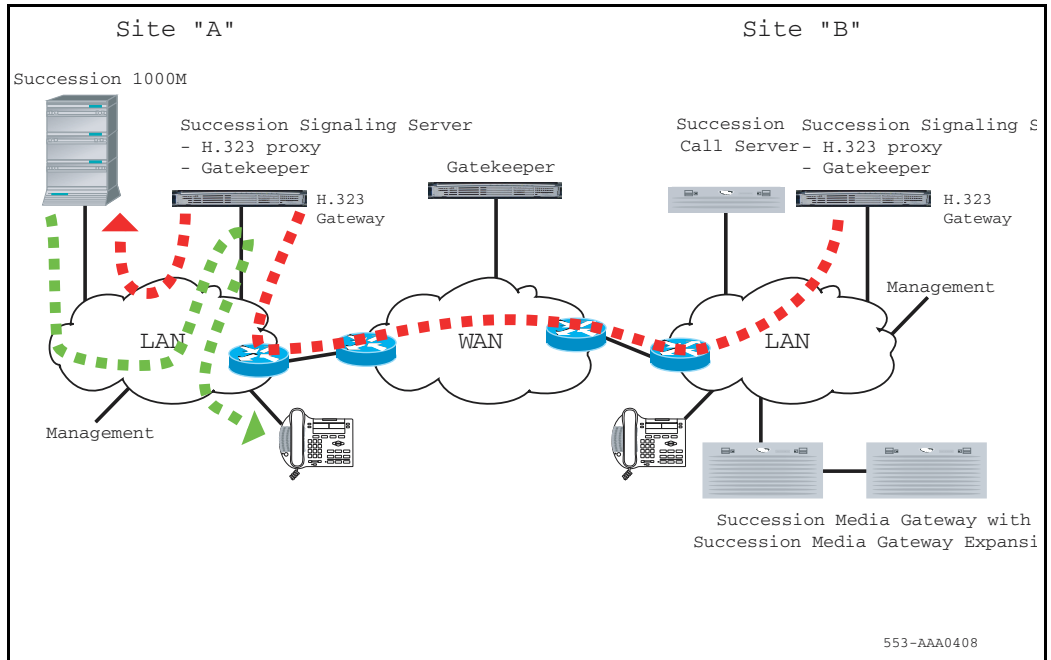 Site "A"
Site "B"
Succession 1000M
Succession Signaling Server
- H.323 proxy
- Gatekeeper
H.323
Gateway
Gatekeeper
Succession
Call Server
Succession Signaling S
- H.323 proxy
- Gatekeeper
H.323
Gateway
Management
LAN
WAN
LAN
Management
Succession Media Gateway with
Succession Media Gateway Expansi
553-AAA0408